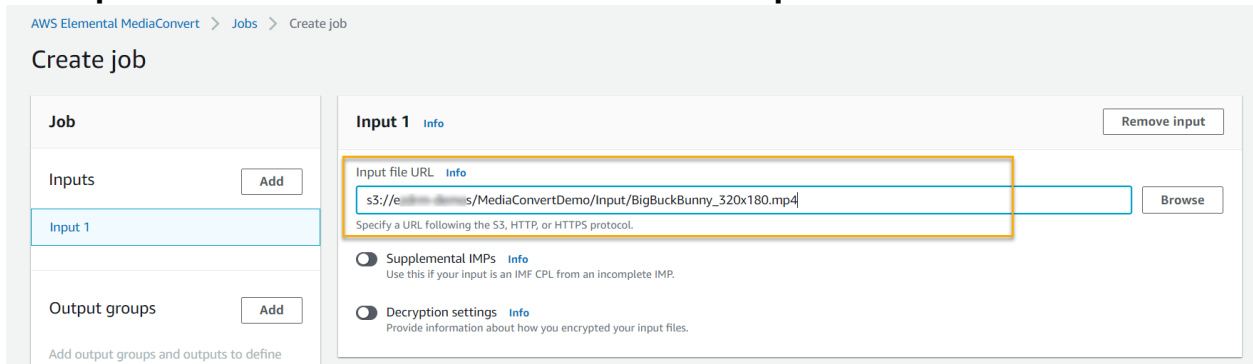 AWS Elemental MediaConvert > Jobs > Create job
Create job
Job
Input 1 Info
Remove input
Inputs
Add
Input file URL Info
s3://e s/MediaConvertDemo/Input/BigBuckBunny_320x180.mp4
Browse
Specify a URL following the S3, HTTP, or HTTPS protocol.
Input 1
Supplemental IMPs Info
Use this if your input is an IMF CPL from an incomplete IMP.
Output groups
Add
Decryption settings Info
Provide information about how you encrypted your input files.
Add output groups and outputs to define